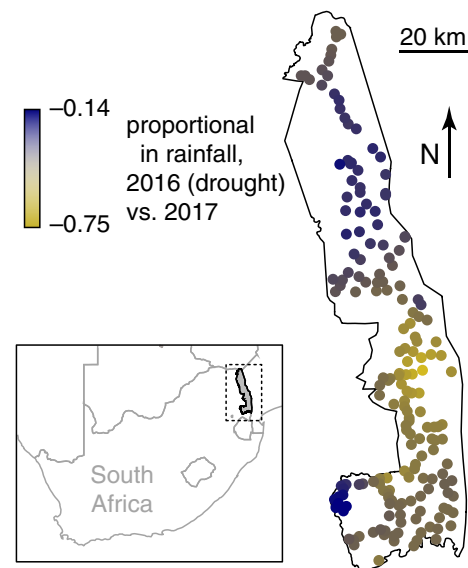 20 km
−0.14
proportional
in rainfall,
2016 (drought)
vs. 2017
−0.75
N
South
Africa